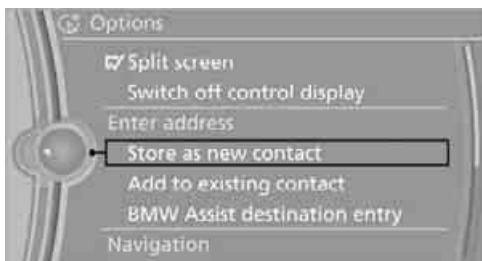 Options
Split screen
Switch off control display
Enter address
Store as new contact
Add to existing contact
BMW Assist destination entry
Navigation